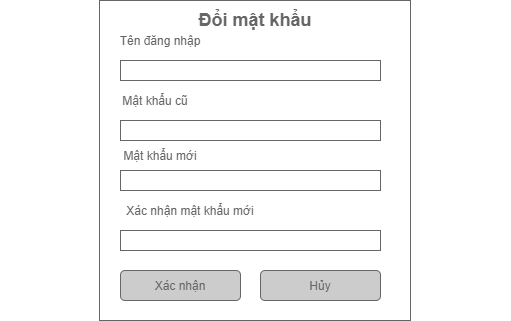 Đổi mật khẩu
Tên đăng nhập
Mật khẩu cũ
Mật khẩu mới
Xác nhận mật khẩu mới
Xác nhận
Hủy